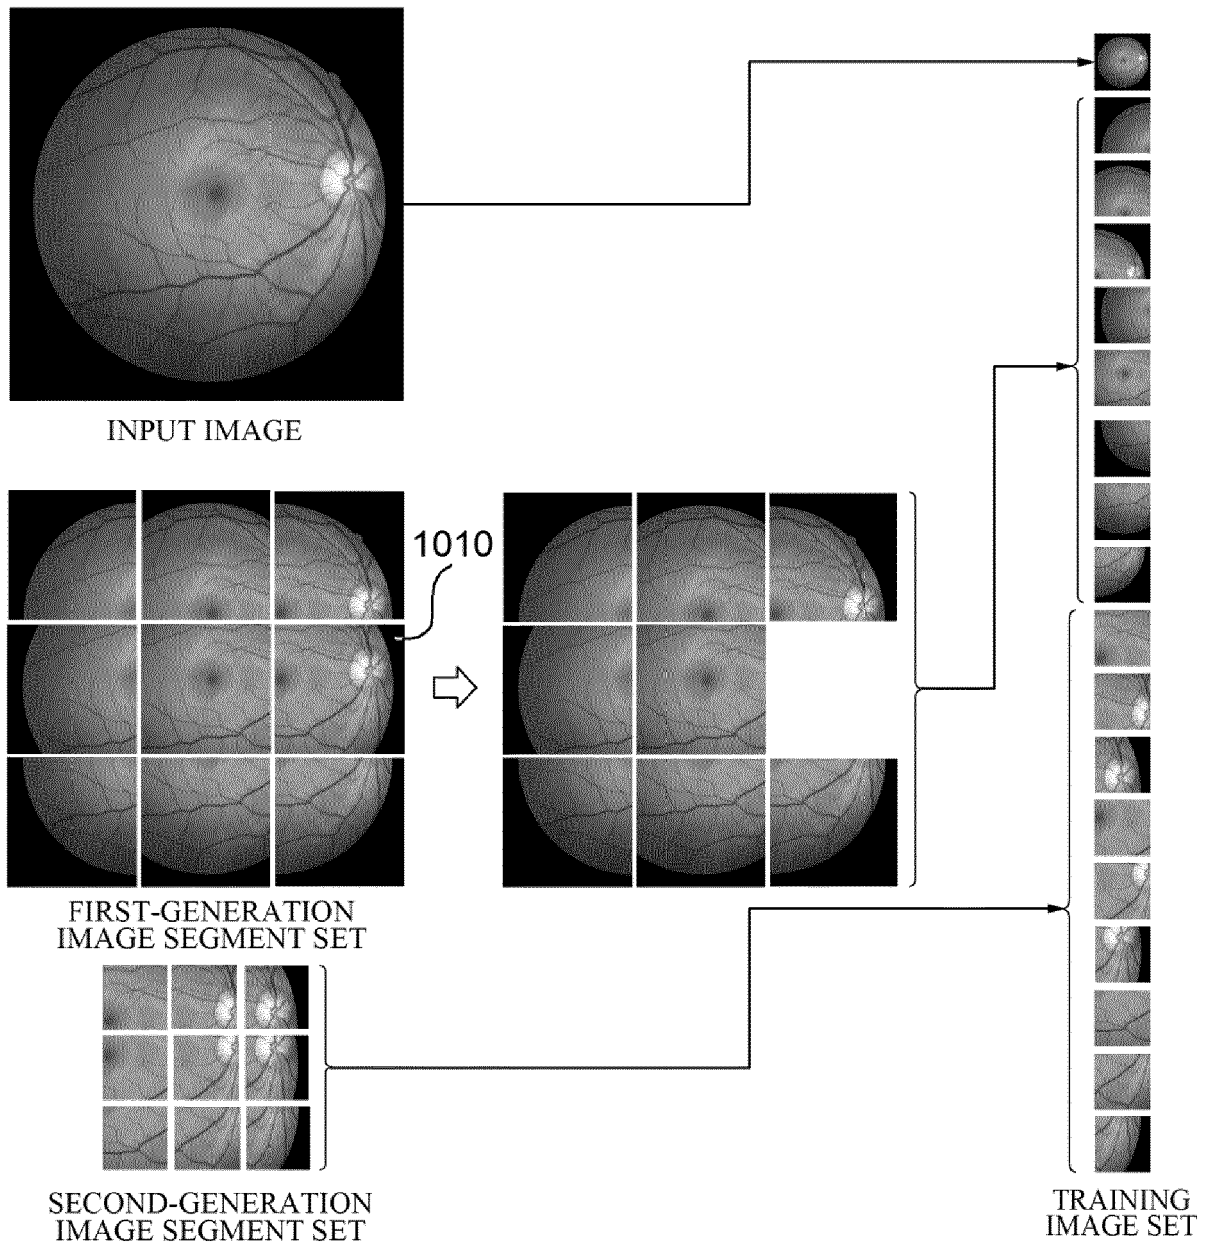 INPUT IMAGE
1010
FIRST-GENERATION
IMAGE SEGMENT SET
SECOND-GENERATION
IMAGE SEGMENT SET
TRAINING
IMAGE SET